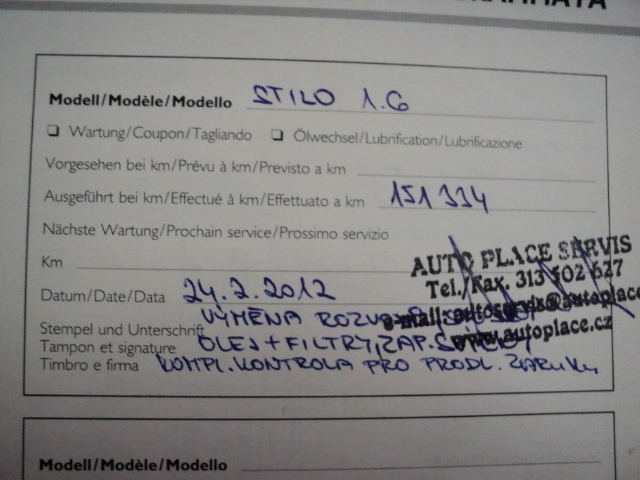 Modell/Modèle/Modello STILO 1.6
❑ Wartung/Coupon/Tagliando ❑ Ölwechsel/Lubrification/Lubrificazione
Vorgesehen bei km/Prévu à km/Previsto a km
Ausgeführt bei km/Effectué à km/Effettuato a km 151 334
Nächste Wartung/Prochain service/Prossimo servizio
Km
AUTO PLACE SERVIS
Tel./Fax. 313 502 627
Datum/Date/Data 24.2.2012
VÝMĚNA
Stempel und Unterschrift
OLEJ + FILTRY, ZAP.
www.autoplace.cz
Tampon et signature
Timbro e firma KOMPL. KONTROLA PRO PRODL. ZÁRUKY
Modell/Modèle/Modello